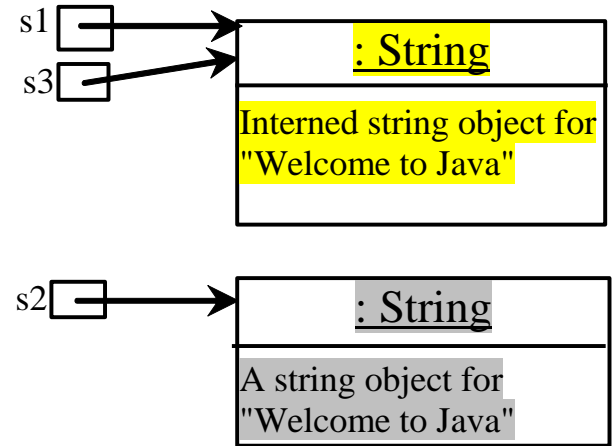 s1
: String
s3
Interned string object for
"Welcome to Java"
s2
: String
A string object for
"Welcome to Java"